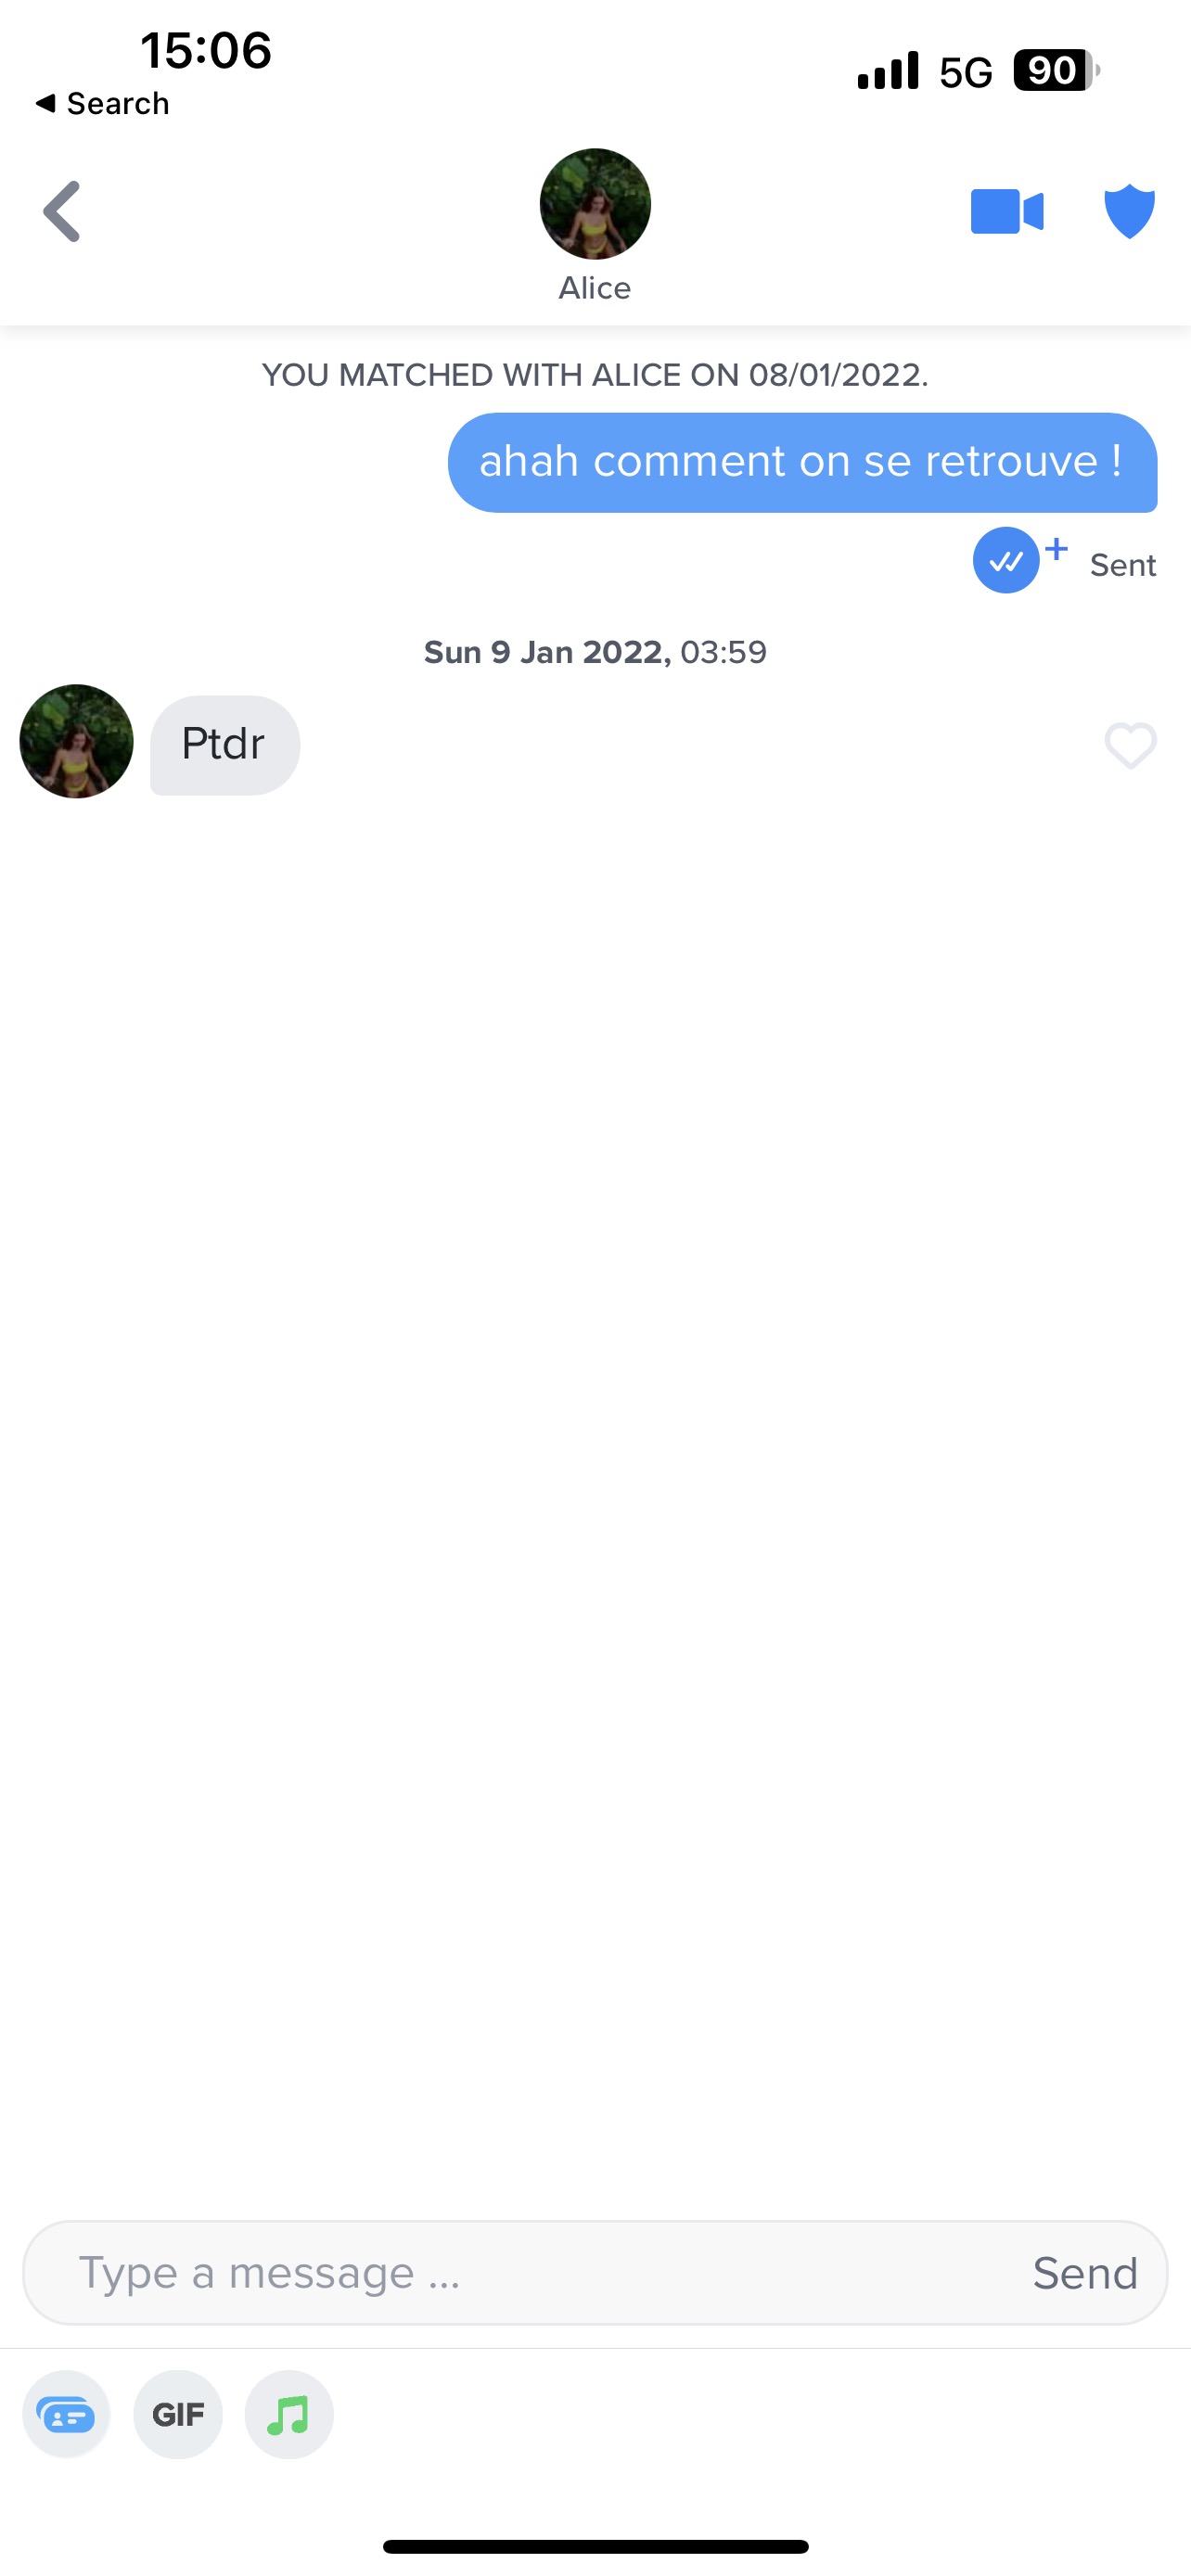 15:06
5G 90
◀ Search
Alice
YOU MATCHED WITH ALICE ON 08/01/2022.
ahah comment on se retrouve !
Sent
Sun 9 Jan 2022, 03:59
Ptdr
Type a message ...
Send
GIF